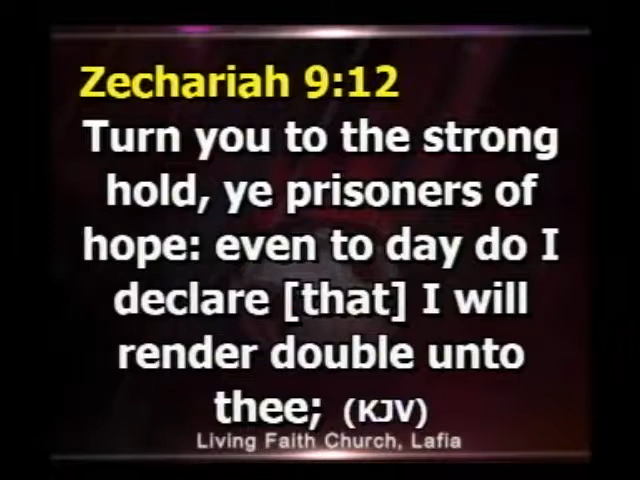 Zechariah 9:12
Turn you to the strong
hold, ye prisoners of
hope: even to day do I
declare [that] I will
render double unto
thee; (KJV)
Living Faith Church, Lafia